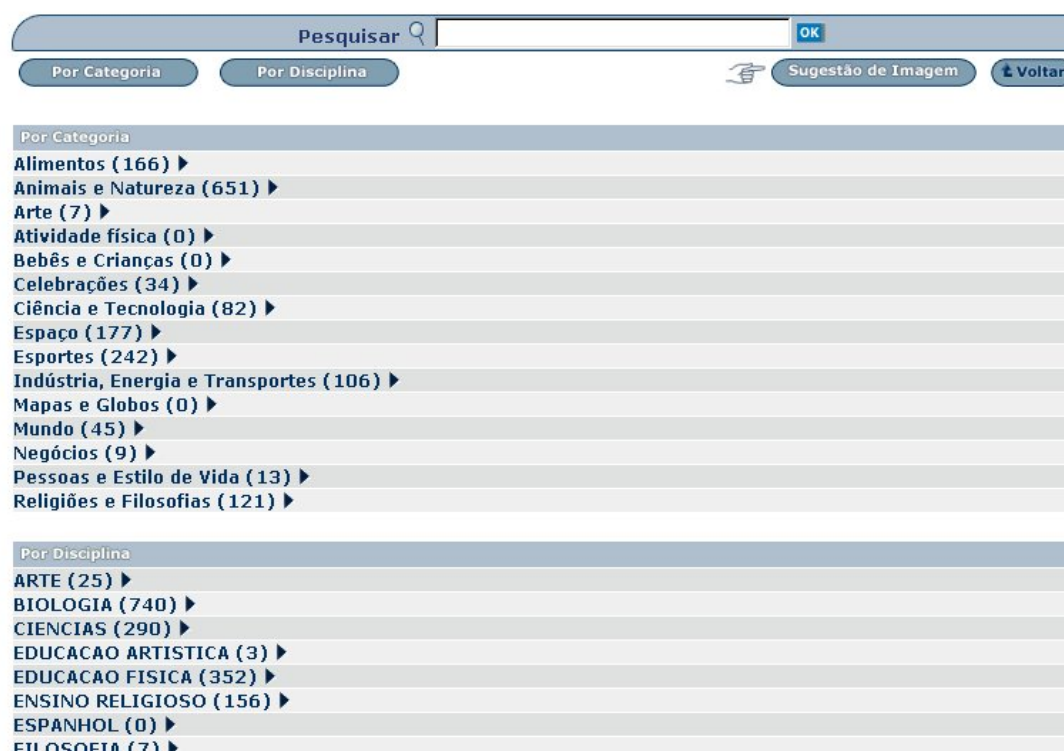 Pesquisar OK
Por Categoria Por Disciplina Sugestão de Imagem Voltar
Por Categoria
Alimentos (166)
Animais e Natureza (651)
Arte (7)
Atividade física (0)
Bebês e Crianças (0)
Celebrações (34)
Ciência e Tecnologia (82)
Espaço (177)
Esportes (242)
Indústria, Energia e Transportes (106)
Mapas e Globos (0)
Mundo (45)
Negócios (9)
Pessoas e Estilo de Vida (13)
Religiões e Filosofias (121)
Por Disciplina
ARTE (25)
BIOLOGIA (740)
CIENCIAS (290)
EDUCACAO ARTISTICA (3)
EDUCACAO FISICA (352)
ENSINO RELIGIOSO (156)
ESPANHOL (0)
FILOSOFIA (7)